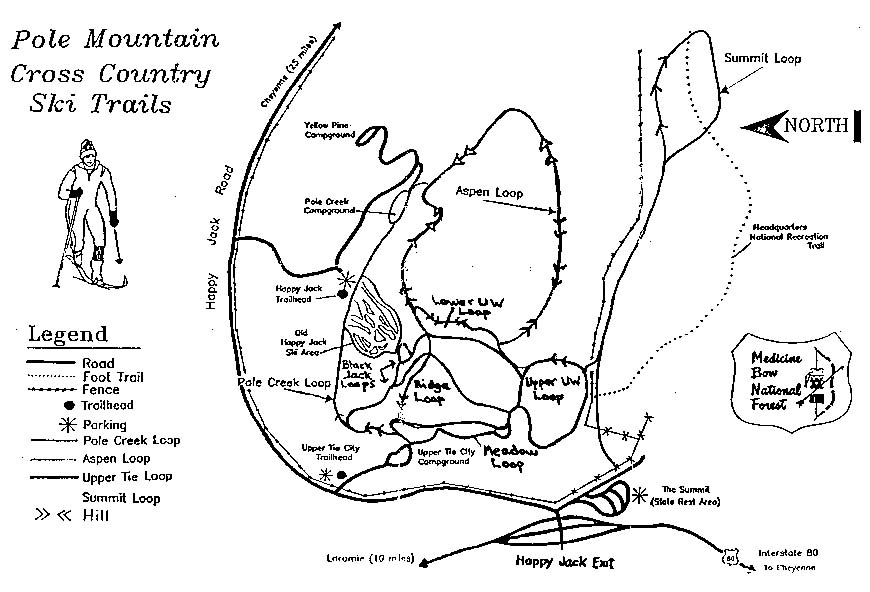 Pole Mountain
Cross Country
Ski Trails
Cheyenne (25 miles)
Happy Jack Road
Yellow Pine
Campground
Pole Creek
Campground
Aspen Loop
Summit Loop
NORTH
Headquarters
National Recreation
Trail
Happy Jack
Trailhead
Old
Happy Jack
Ski Area
Lower UW
Loop
Black
Jack
Loops
Pole Creek Loop
Ridge
Loop
Upper UW
Loop
Medicine
Bow
National
Forest
Legend
Road
Foot Trail
Fence
Trailhead
Parking
Pole Creek Loop
Aspen Loop
Upper Tie Loop
Summit Loop
Hill
Upper Tie City
Trailhead
Upper Tie City
Campground
Meadow
Loop
The Summit
(State Rest Area)
Laramie (10 miles)
Happy Jack Exit
80
Interstate 80
To Cheyenne